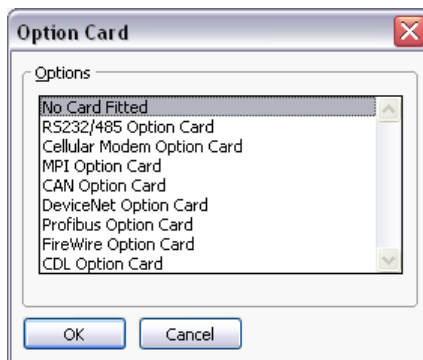 Option Card
Options
No Card Fitted
RS232/485 Option Card
Cellular Modem Option Card
MPI Option Card
CAN Option Card
DeviceNet Option Card
Profibus Option Card
FireWire Option Card
CDL Option Card
OK Cancel